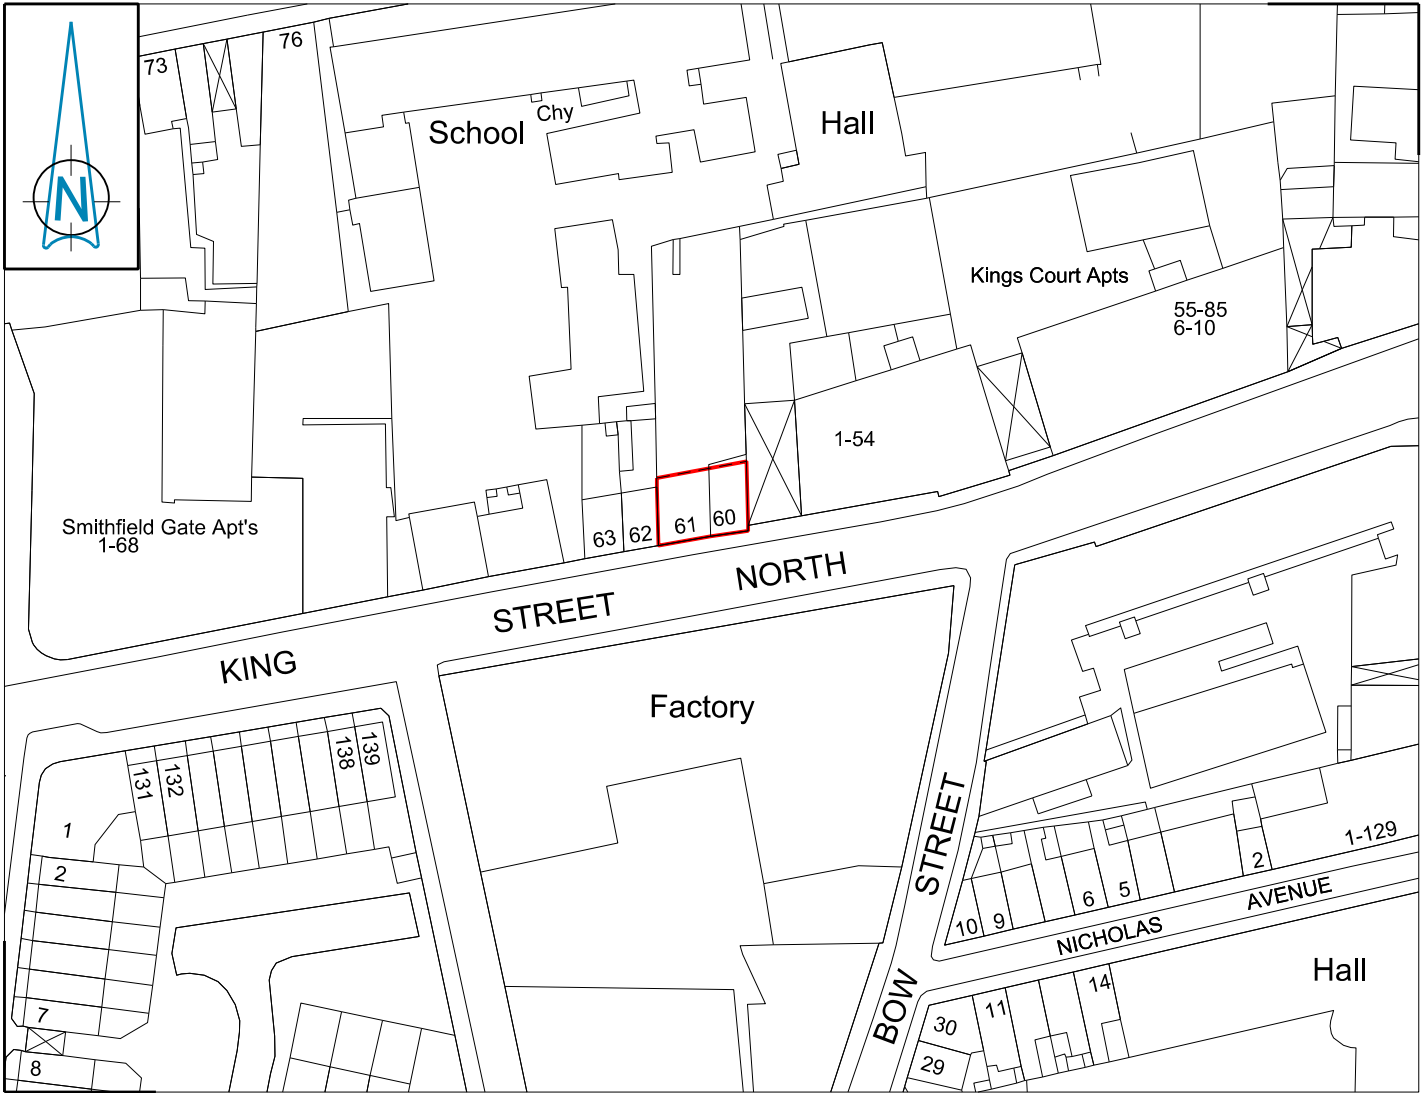 76
73
Chy
School
Hall
N
Kings Court Apts
55-85
6-10
1-54
Smithfield Gate Apt's
1-68
63
62
61
60
KING STREET NORTH
Factory
131
132
138
139
1
2
7
8
BOW STREET
1-129
2
5
6
9
10
NICHOLAS AVENUE
Hall
14
11
30
29